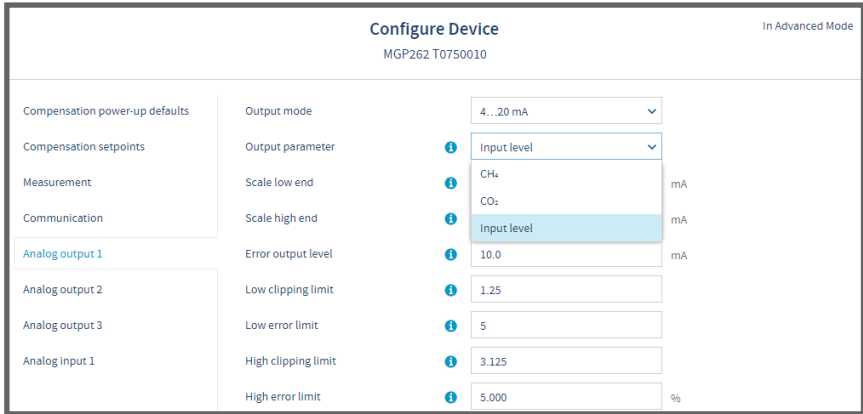 Configure Device
In Advanced Mode
MGP262 T0750010
Compensation power-up defaults
Compensation setpoints
Measurement
Communication
Analog output 1
Analog output 2
Analog output 3
Analog input 1
Output mode 4...20 mA
Output parameter Input level
CH₄
CO₂
Input level
Scale low end mA
Scale high end mA
Error output level 10.0 mA
Low clipping limit 1.25
Low error limit 5
High clipping limit 3.125
High error limit 5.000 %